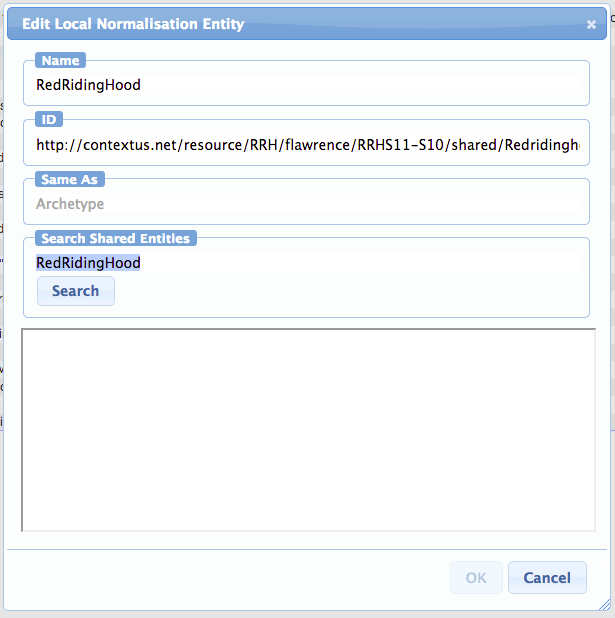 Edit Local Normalisation Entity
Name
RedRidingHood
ID
http://contextus.net/resource/RRH/flawrence/RRHS11-S10/shared/Redridingh
Same As
Archetype
Search Shared Entities
RedRidingHood
Search
OK
Cancel